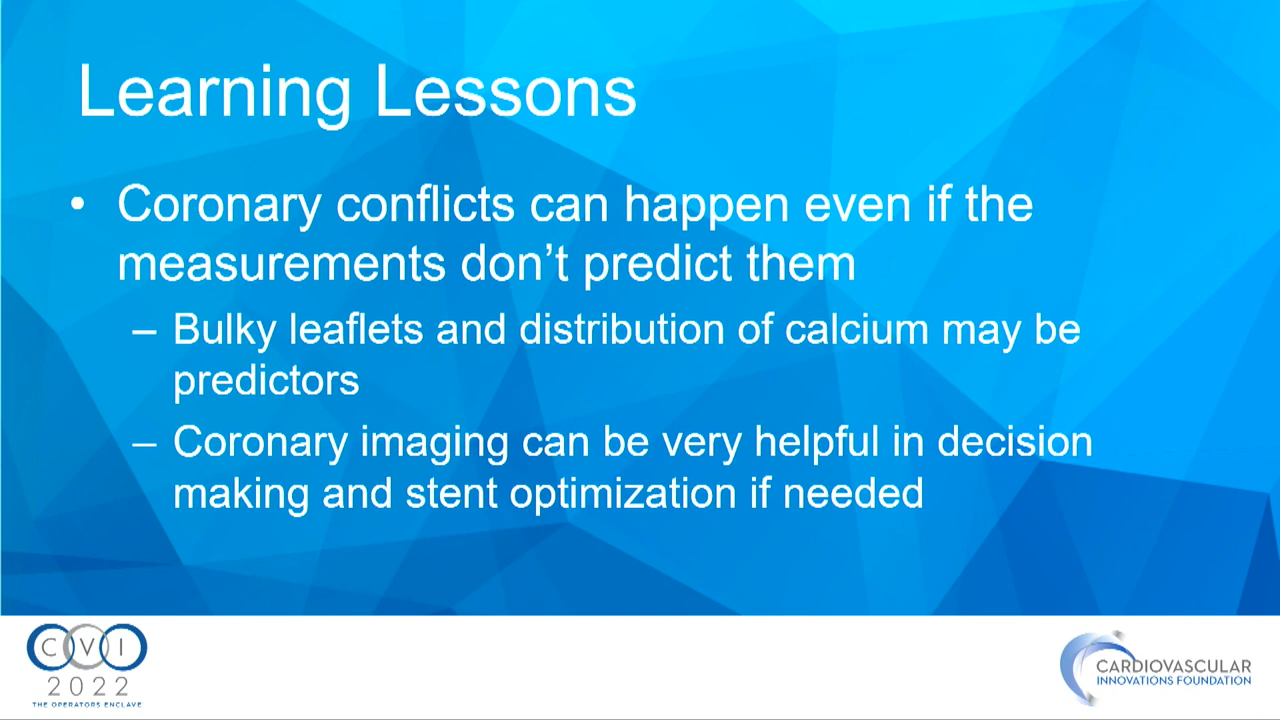 Learning Lessons
• Coronary conflicts can happen even if the
measurements don’t predict them
– Bulky leaflets and distribution of calcium may be
predictors
– Coronary imaging can be very helpful in decision
making and stent optimization if needed
CVI
2022
THE OPERATORS ENCLAVE
CARDIOVASCULAR
INNOVATIONS FOUNDATION